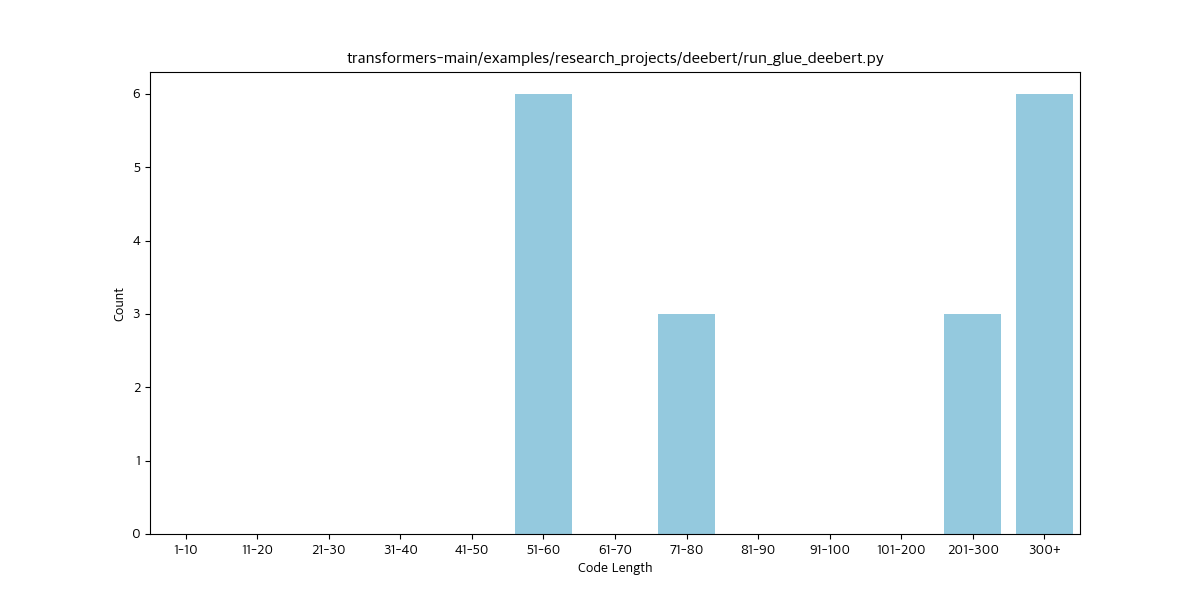 transformers-main/examples/research_projects/deebert/run_glue_deebert.py
6
5
4
3
2
1
0
Count
1-10 11-20 21-30 31-40 41-50 51-60 61-70 71-80 81-90 91-100 101-200 201-300 300+
Code Length